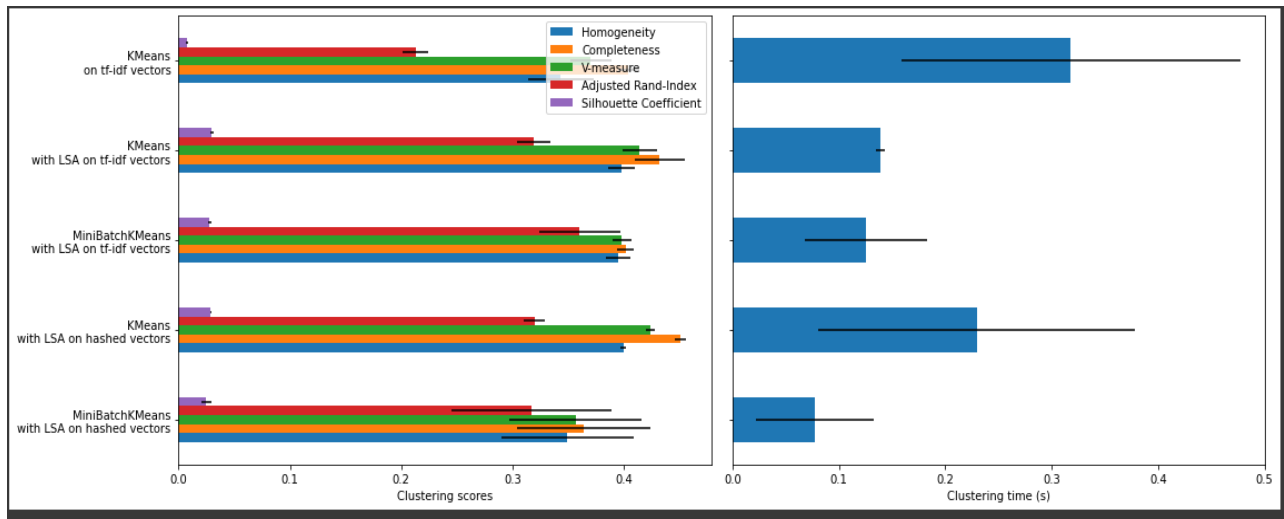 Homogeneity
Completeness
V-measure
Adjusted Rand-Index
Silhouette Coefficient
KMeans
on tf-idf vectors
KMeans
with LSA on tf-idf vectors
MiniBatchKMeans
with LSA on tf-idf vectors
KMeans
with LSA on hashed vectors
MiniBatchKMeans
with LSA on hashed vectors
0.0 0.1 0.2 0.3 0.4
Clustering scores
0.0 0.1 0.2 0.3 0.4 0.5
Clustering time (s)